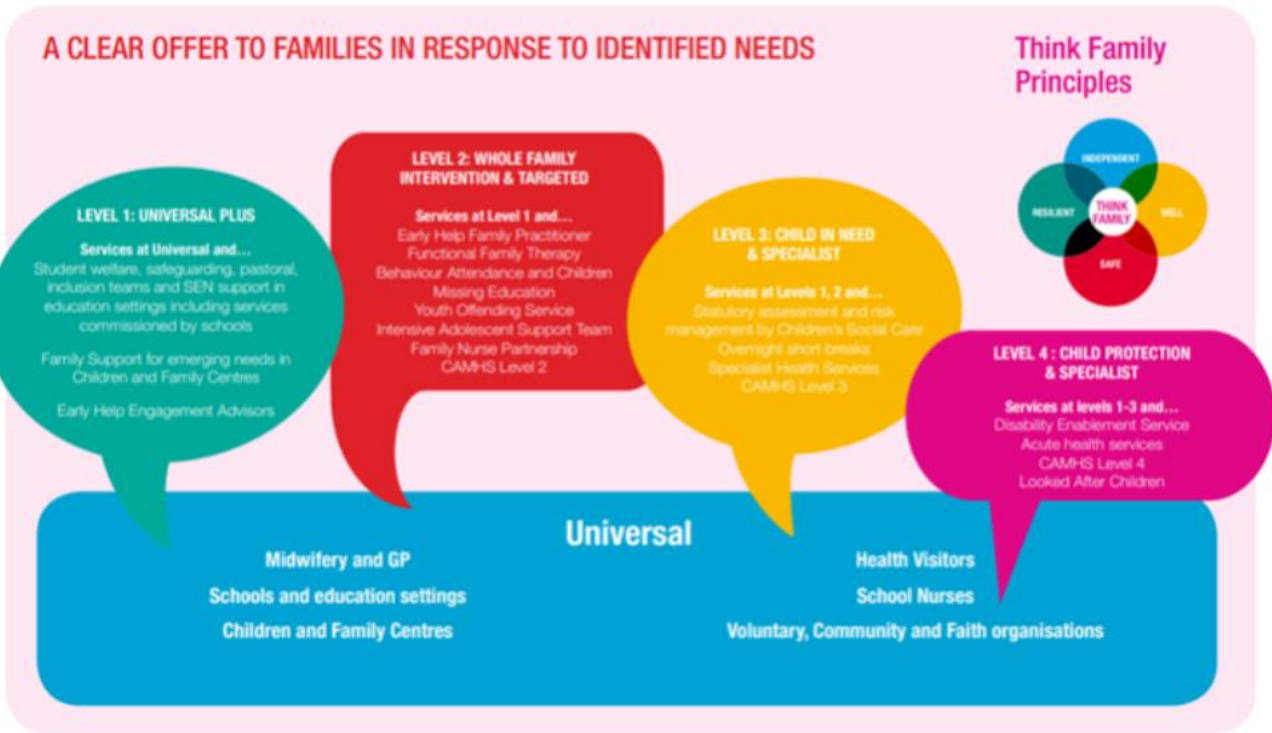 A CLEAR OFFER TO FAMILIES IN RESPONSE TO IDENTIFIED NEEDS
Think Family
Principles
INDEPENDENT
RESILIENT
THINK
FAMILY
WELL
SAFE
LEVEL 1: UNIVERSAL PLUS
Services at Universal and...
Student welfare, safeguarding, pastoral,
inclusion teams and SEN support in
education settings including services
commissioned by schools
Family Support for emerging needs in
Children and Family Centres
Early Help Engagement Advisors
LEVEL 2: WHOLE FAMILY
INTERVENTION & TARGETED
Services at Level 1 and...
Early Help Family Practitioner
Functional Family Therapy
Behaviour Attendance and Children
Missing Education
Youth Offending Service
Intensive Adolescent Support Team
Family Nurse Partnership
CAMHS Level 2
LEVEL 3: CHILD IN NEED
& SPECIALIST
Services at Levels 1, 2 and...
Statutory assessment and risk
management by Children's Social Care
Overnight short breaks
Specialist Health Services
CAMHS Level 3
LEVEL 4 : CHILD PROTECTION
& SPECIALIST
Services at levels 1-3 and...
Disability Enablement Service
Acute health services
CAMHS Level 4
Looked After Children
Universal
Midwifery and GP
Schools and education settings
Children and Family Centres
Health Visitors
School Nurses
Voluntary, Community and Faith organisations